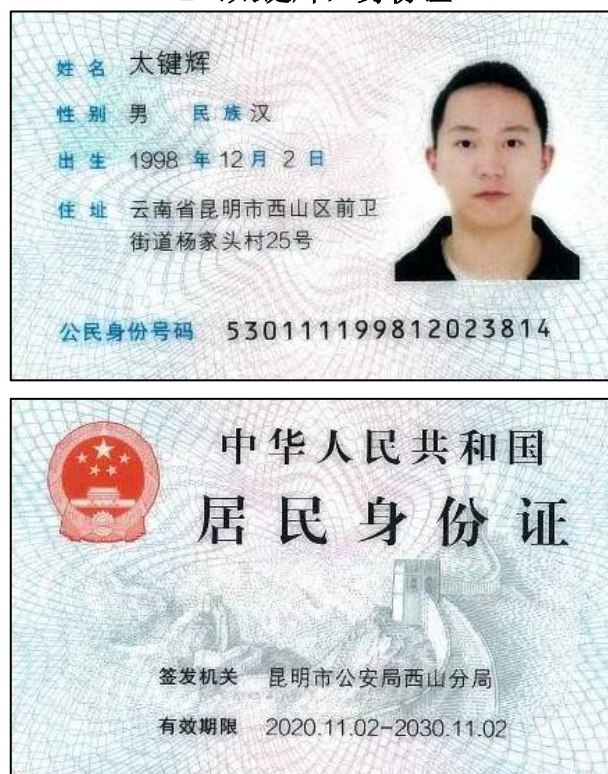 姓名 太键辉
性别 男 民族 汉
出生 1998 年 12 月 2 日
住址 云南省昆明市西山区前卫
街道杨家头村25号
公民身份号码 530111199812023814
中华人民共和国
居民身份证
签发机关 昆明市公安局西山分局
有效期限 2020.11.02-2030.11.02